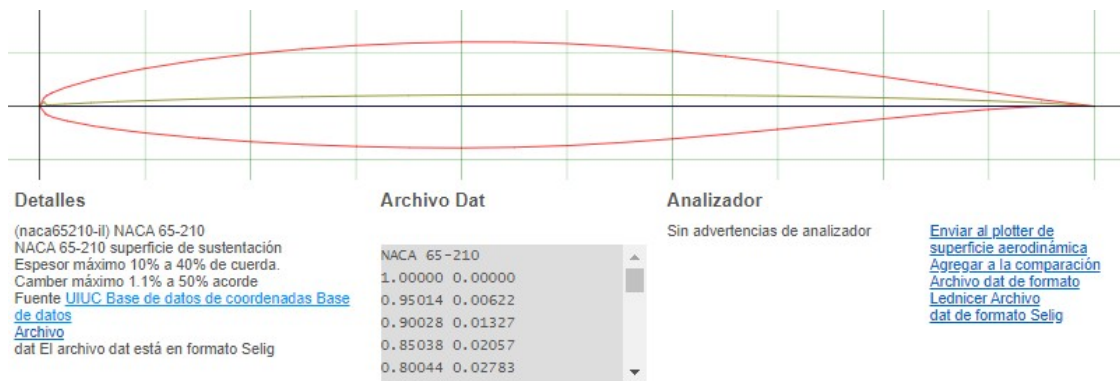 Detalles
(naca65210-il) NACA 65-210
NACA 65-210 superficie de sustentación
Espesor máximo 10% a 40% de cuerda.
Camber máximo 1.1% a 50% acorde
Fuente UIUC Base de datos de coordenadas Base
de datos
Archivo
dat El archivo dat está en formato Selig
Archivo Dat
NACA 65-210
1.00000 0.00000
0.95014 0.00622
0.90028 0.01327
0.85038 0.02057
0.80044 0.02783
Analizador
Sin advertencias de analizador
Enviar al plotter de
superficie aerodinámica
Agregar a la comparación
Archivo dat de formato
Lednicer Archivo
dat de formato Selig